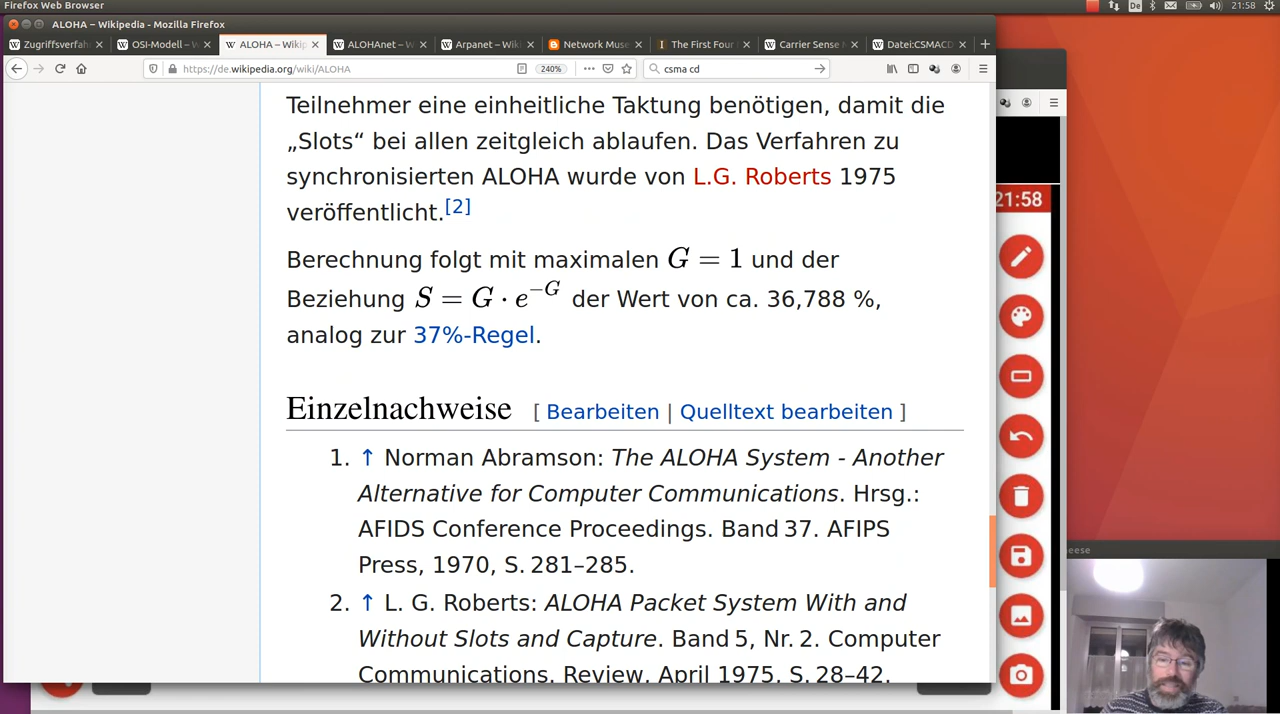 Firefox Web Browser
De
21:58
ALOHA – Wikipedia - Mozilla Firefox
Zugriffsverfah
OSI-Modell – W
ALOHA – Wikip
ALOHAnet – W
Arpanet – Wiki
Network Muse
The First Four
Carrier Sense M
Datei:CSMACD
https://de.wikipedia.org/wiki/ALOHA
240%
csma cd
Teilnehmer eine einheitliche Taktung benötigen, damit die
„Slots“ bei allen zeitgleich ablaufen. Das Verfahren zu
synchronisierten ALOHA wurde von L.G. Roberts 1975
veröffentlicht.[2]
21:58
Berechnung folgt mit maximalen G = 1 und der
Beziehung S = G · e^−G der Wert von ca. 36,788 %,
analog zur 37%-Regel.
Einzelnachweise [ Bearbeiten | Quelltext bearbeiten ]
1. ↑ Norman Abramson: The ALOHA System - Another
Alternative for Computer Communications. Hrsg.:
AFIDS Conference Proceedings. Band 37. AFIPS
Press, 1970, S. 281–285.
2. ↑ L. G. Roberts: ALOHA Packet System With and
Without Slots and Capture. Band 5, Nr. 2. Computer
Communications. Review, April 1975, S. 28–42.
eese